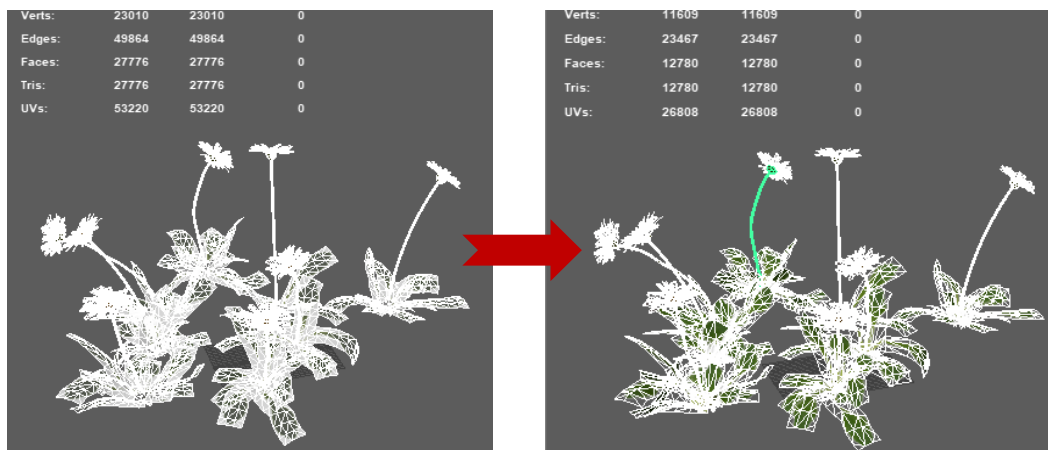 Verts: 23010 23010 0
Edges: 49864 49864 0
Faces: 27776 27776 0
Tris: 27776 27776 0
UVs: 53220 53220 0
Verts: 11609 11609 0
Edges: 23467 23467 0
Faces: 12780 12780 0
Tris: 12780 12780 0
UVs: 26808 26808 0